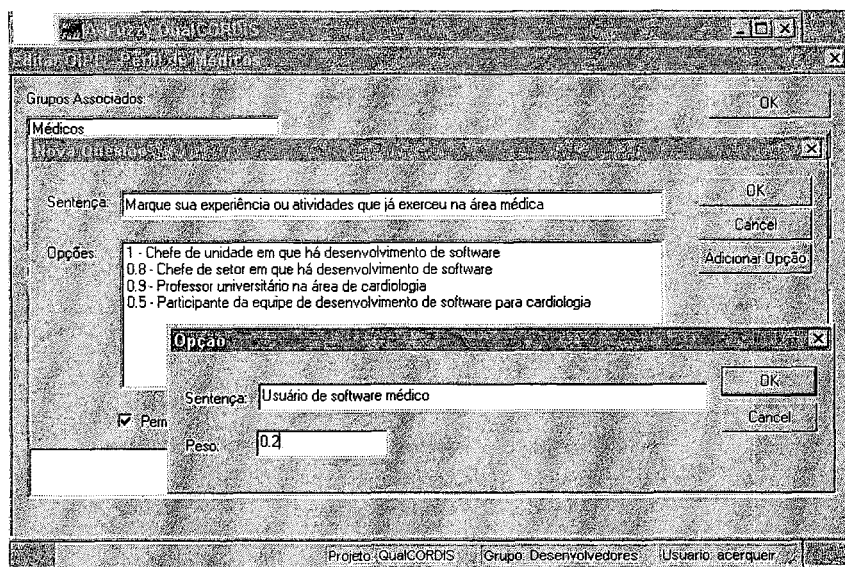 Fuzzy QualCORDIS
Editar QIPE - Perfil de Médicos
Grupos Associados:
OK
Médicos
Nova Questão
Sentença:
Marque sua experiência ou atividades que já exerceu na área médica
OK
Cancel
Adicionar Opção
Opções:
1 - Chefe de unidade em que há desenvolvimento de software
0.8 - Chefe de setor em que há desenvolvimento de software
0.9 - Professor universitário na área de cardiologia
0.5 - Participante da equipe de desenvolvimento de software para cardiologia
Opção
Sentença:
Usuário de software médico
OK
Cancel
Peso:
0.2
Projeto: QualCORDIS
Grupo: Desenvolvedores
Usuario: acerqueir